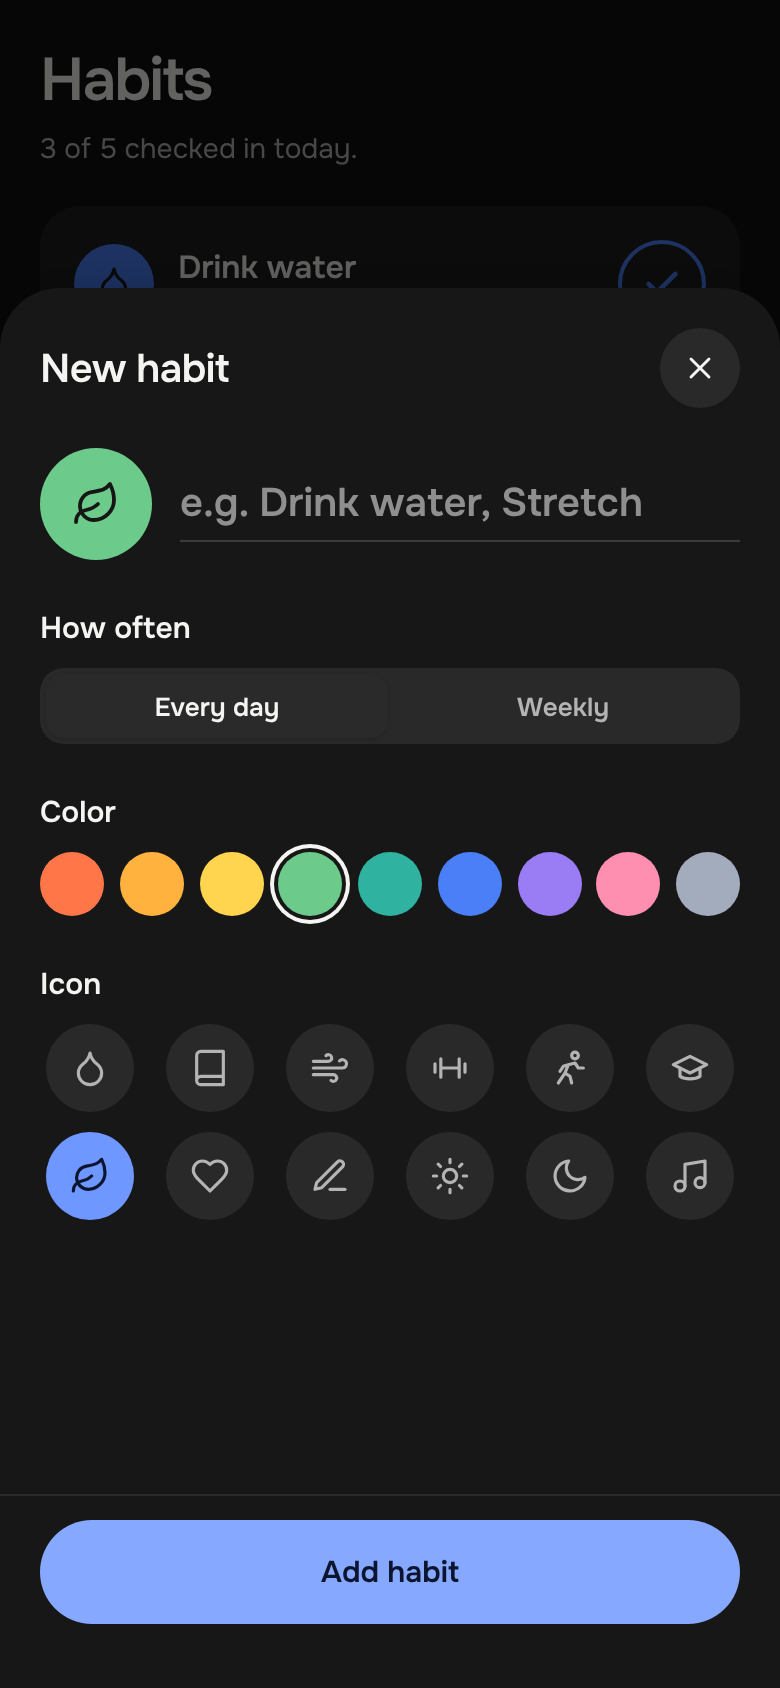 Habits
3 of 5 checked in today.
Drink water
New habit
e.g. Drink water, Stretch
How often
Every day
Weekly
Color
Icon
Add habit